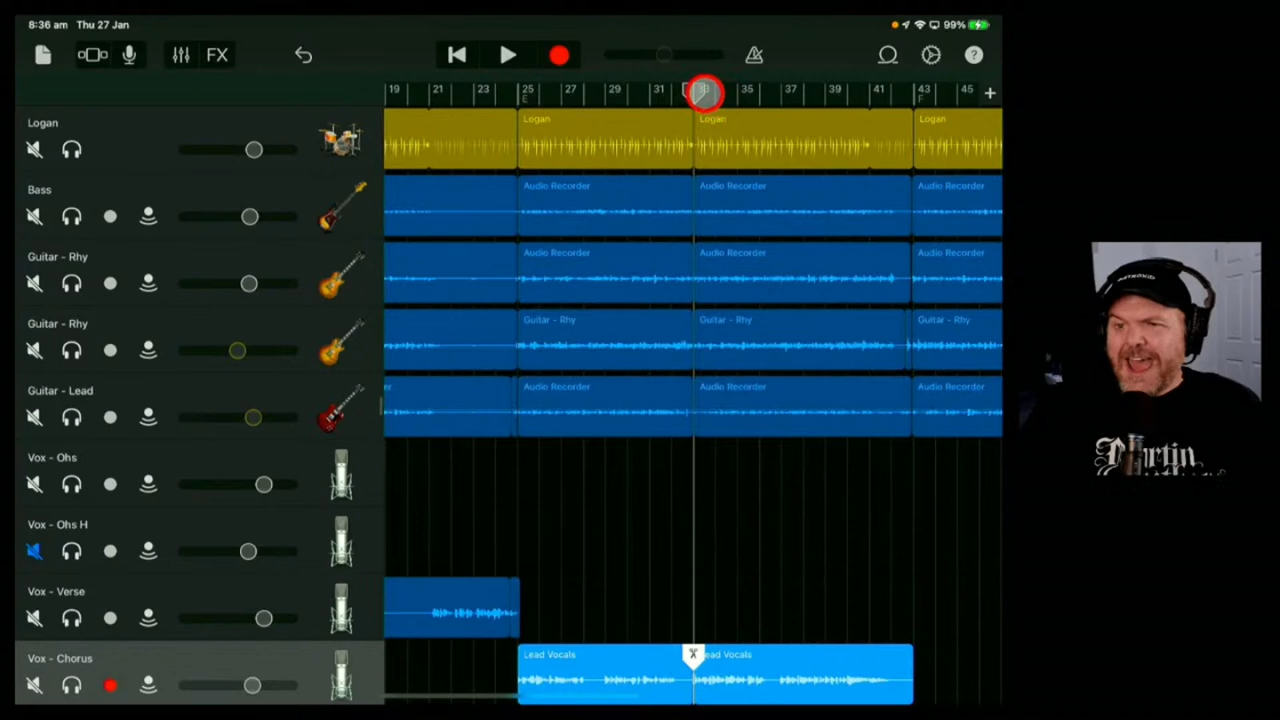 8:36 am Thu 27 Jan
99%
FX
?
19 21 23 25 27 29 31 33 35 37 39 41 43 45 +
E F
Logan
Logan Logan Logan
Bass
Audio Recorder Audio Recorder Audio Recorder
Guitar - Rhy
Audio Recorder Audio Recorder Audio Recorder
Guitar - Rhy
Guitar - Rhy Guitar - Rhy Guitar - Rhy
Guitar - Lead
er Audio Recorder Audio Recorder Audio Recorder
Vox - Ohs
Vox - Ohs H
Vox - Verse
Vox - Chorus
Lead Vocals ead Vocals